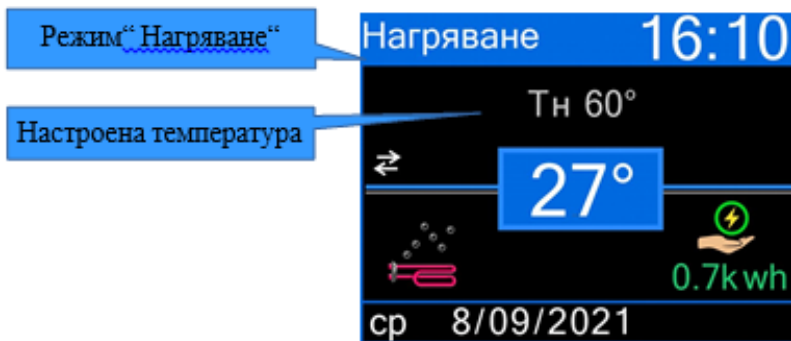 Режим“ Нагряване“
Нагряване 16:10
Настроена температура
Тн 60°
27°
0.7kwh
ср 8/09/2021